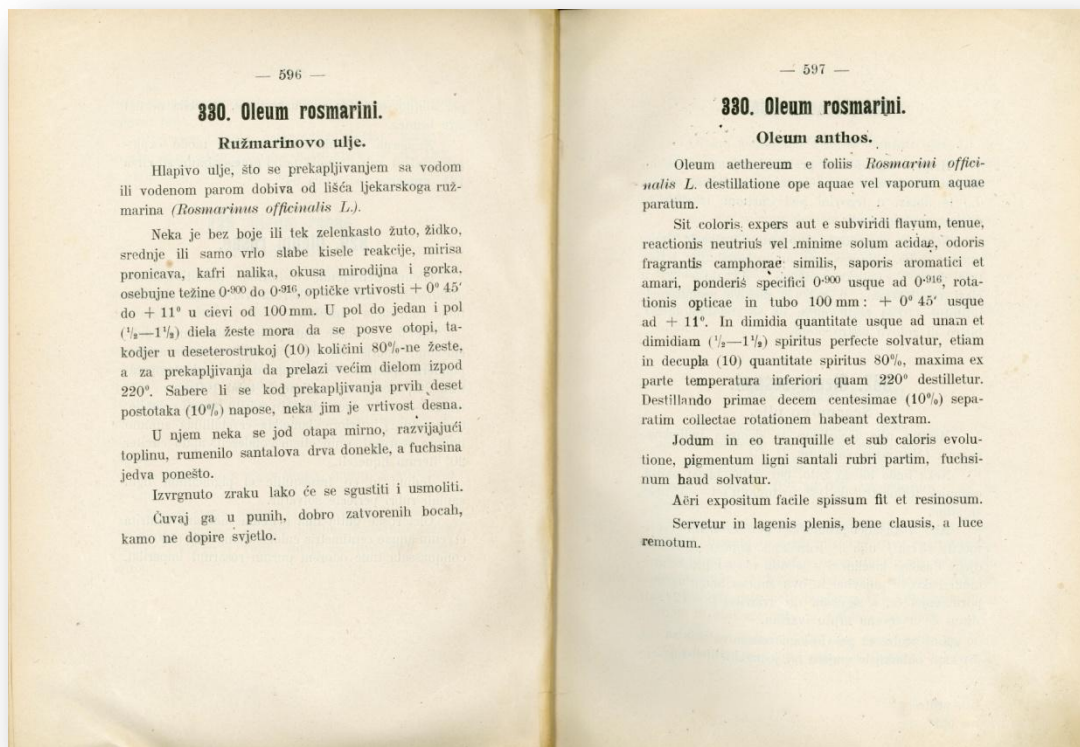 — 596 —
330. Oleum rosmarini.
Ružmarinovo ulje.
Hlapivo ulje, što se prekapljivanjem sa vodom
ili vodenom parom dobiva od lišća ljekarskoga ruž-
marina (Rosmarinus officinalis L.).
Neka je bez boje ili tek zelenkasto žuto, židko,
srednje ili samo vrlo slabe kisele reakcije, mirisa
pronicava, kafri nalika, okusa mirodijna i gorka,
osebujne težine 0·900 do 0·916, optičke vrtivosti + 0° 45′
do + 11° u cievi od 100 mm. U pol do jedan i pol
(½—1½) diela žeste mora da se posve otopi, ta-
kodjer u deseterostrukoj (10) količini 80%-ne žeste,
a za prekapljivanja da prelazi većim dielom izpod
220°. Sabere li se kod prekapljivanja prvih deset
postotaka (10%) napose, neka jim je vrtivost desna.
U njem neka se jod otapa mirno, razvijajući
toplinu, rumenilo santalova drva donekle, a fuchsina
jedva ponešto.
Izvrgnuto zraku lako će se sgustiti i usmoliti.
Čuvaj ga u punih, dobro zatvorenih bocah,
kamo ne dopire svjetlo.
— 597 —
330. Oleum rosmarini.
Oleum anthos.
Oleum aethereum e foliis Rosmarini offici-
nalis L. destillatione ope aquae vel vaporum aquae
paratum.
Sit coloris expers aut e subviridi flavum, tenue,
reactionis neutrius vel minime solum acidae, odoris
fragrantis camphorae similis, saporis aromatici et
amari, ponderis specifici 0·900 usque ad 0·916, rota-
tionis opticae in tubo 100 mm : + 0° 45′ usque
ad + 11°. In dimidia quantitate usque ad unam et
dimidiam (½—1½) spiritus perfecte solvatur, etiam
in decupla (10) quantitate spiritus 80%, maxima ex
parte temperatura inferiori quam 220° destilletur.
Destillando primae decem centesimae (10%) sepa-
ratim collectae rotationem habeant dextram.
Jodum in eo tranquille et sub caloris evolu-
tione, pigmentum ligni santali rubri partim, fuchsi-
num haud solvatur.
Aëri expositum facile spissum fit et resinosum.
Servetur in lagenis plenis, bene clausis, a luce
remotum.